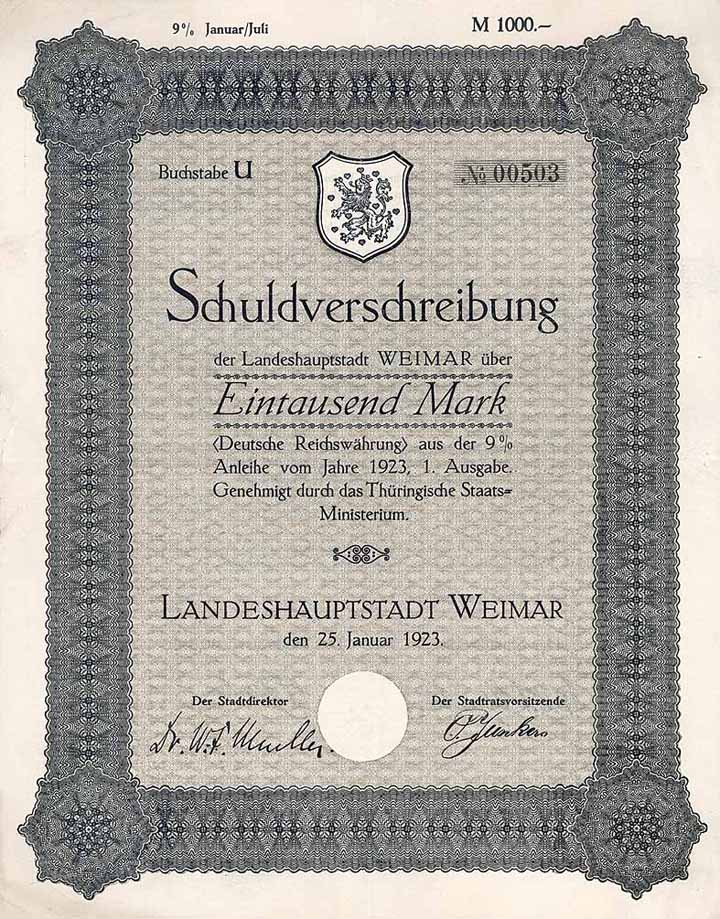 9% Januar/Juli
M 1000.—
Buchstabe U
No 00503
Schuldverschreibung
der Landeshauptstadt WEIMAR über
Eintausend Mark
(Deutsche Reichswährung) aus der 9%
Anleihe vom Jahre 1923, 1. Ausgabe.
Genehmigt durch das Thüringische Staats=
Ministerium.
LANDESHAUPTSTADT WEIMAR
den 25. Januar 1923.
Der Stadtdirektor
Der Stadtratsvorsitzende
Dr. W. F. Mueller.